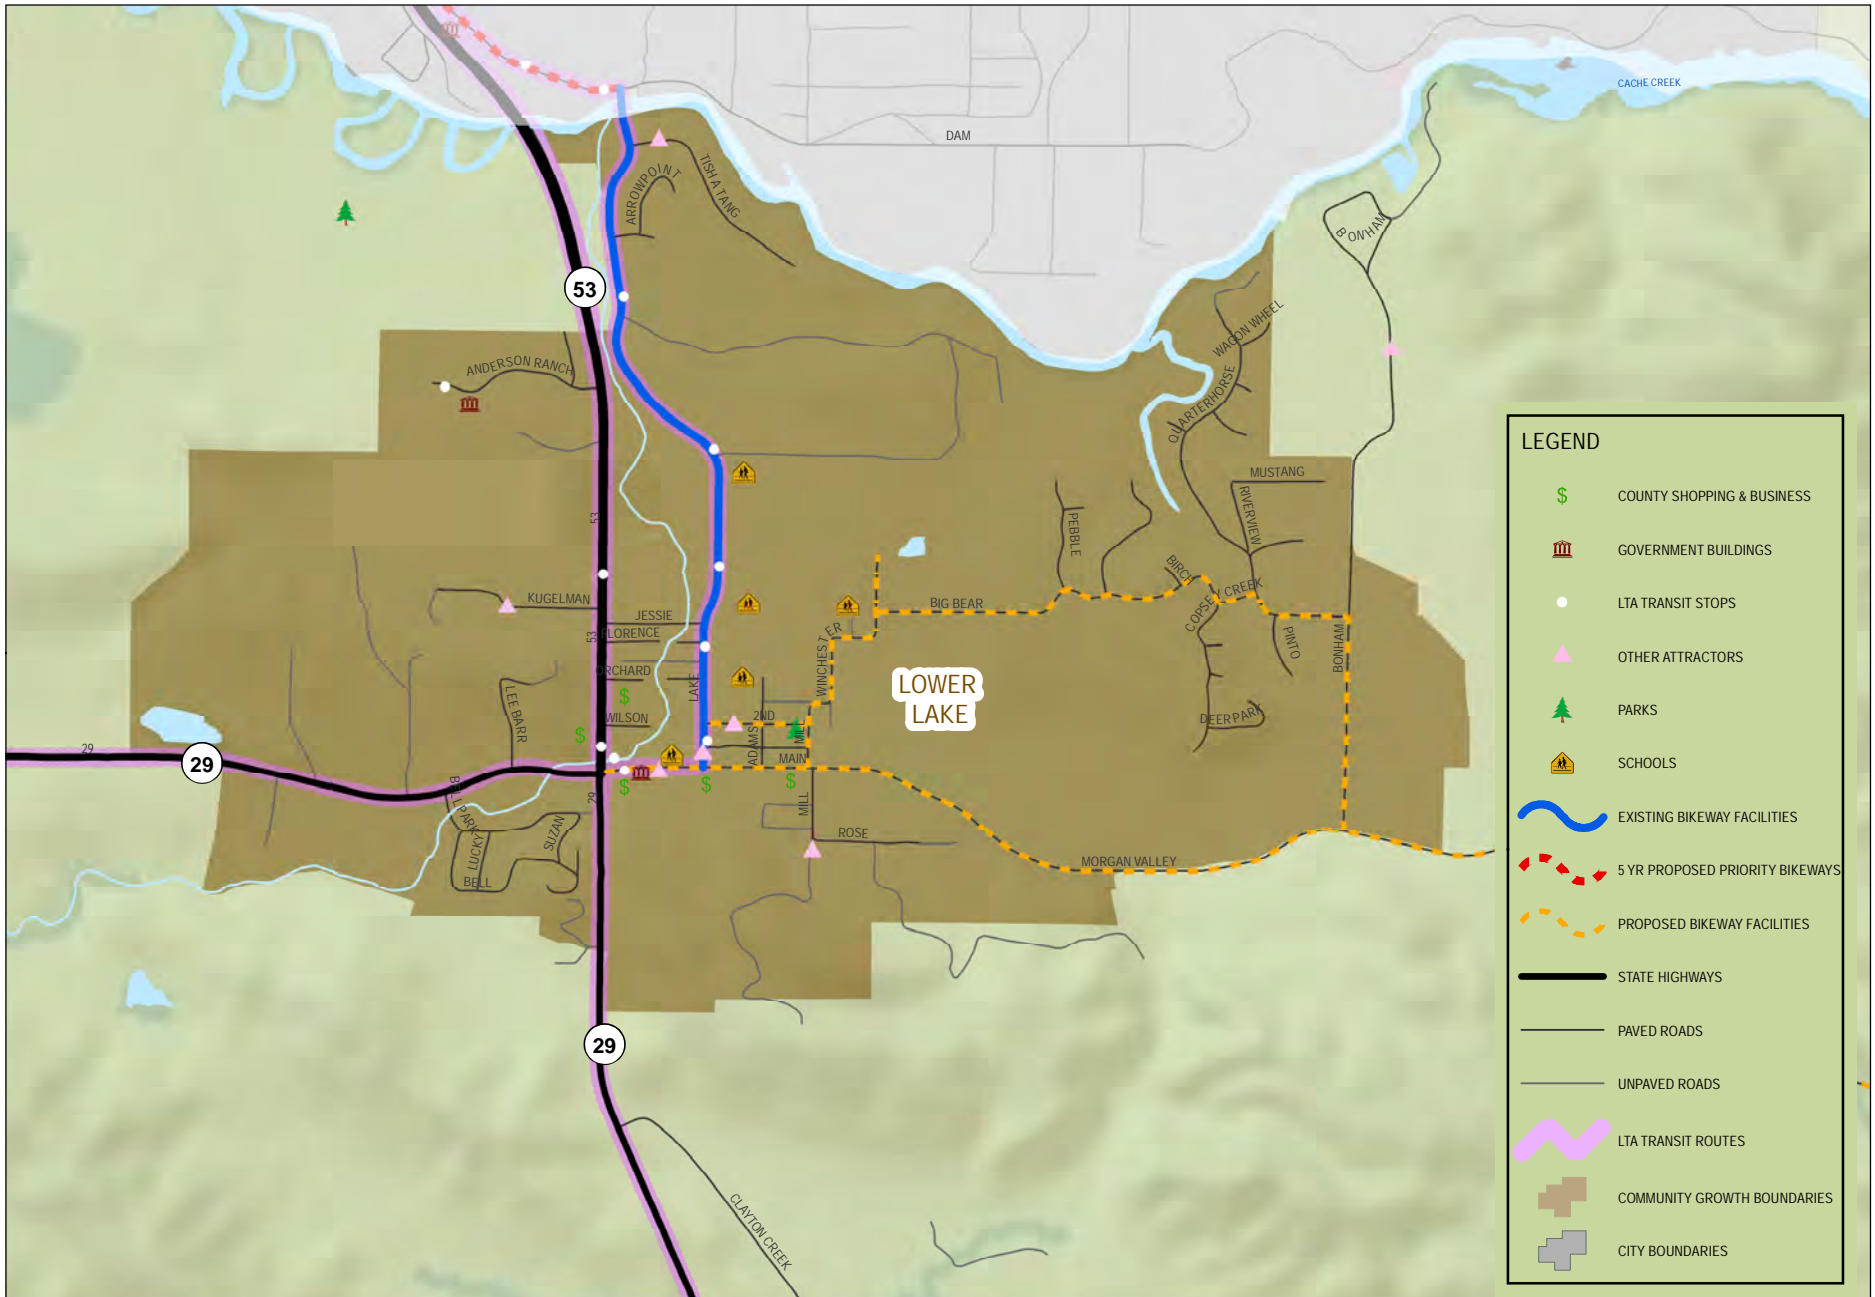 CACHE CREEK
DAM
TISH A TANG
ARROWPOINT
BONHAM
53
WAGON WHEEL
ANDERSON RANCH
QUARTERHORSE
LEGEND
COUNTY SHOPPING & BUSINESS
GOVERNMENT BUILDINGS
LTA TRANSIT STOPS
OTHER ATTRACTORS
PARKS
SCHOOLS
EXISTING BIKEWAY FACILITIES
5 YR PROPOSED PRIORITY BIKEWAYS
PROPOSED BIKEWAY FACILITIES
STATE HIGHWAYS
PAVED ROADS
UNPAVED ROADS
LTA TRANSIT ROUTES
COMMUNITY GROWTH BOUNDARIES
CITY BOUNDARIES
MUSTANG
RIVERVIEW
53
PEBBLE
BIRCH
COPSEY CREEK
KUGELMAN
BIG BEAR
JESSIE
53
FLORENCE
WINCHESTER
PINTO
BONHAM
ORCHARD
LAKE
LOWER
LAKE
LEE BARR
WILSON
2ND
ADAMS
MILL
DEER PARK
29
29
MAIN
29
BELL PARK
MILL
LUCKY
SUZAN
ROSE
BELL
MORGAN VALLEY
29
CLAYTON CREEK